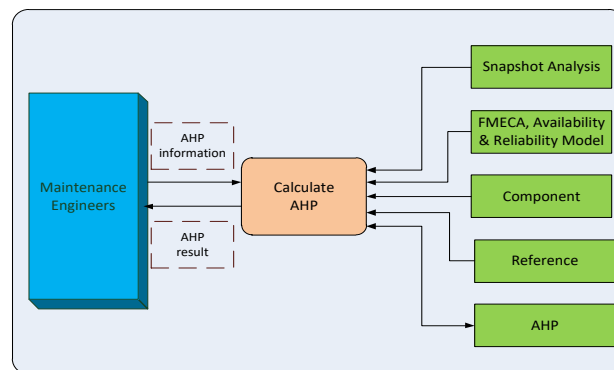 Snapshot Analysis
FMECA, Availability
& Reliability Model
AHP
information
Maintenance
Engineers
Calculate
AHP
Component
AHP
result
Reference
AHP